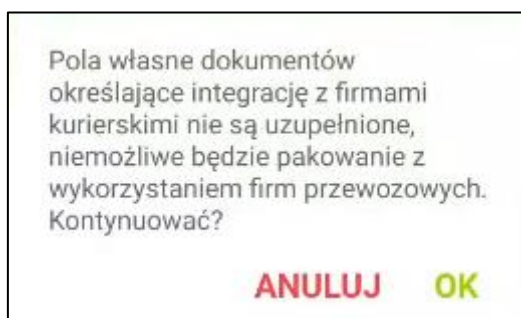 Pola własne dokumentów
określające integrację z firmami
kurierskimi nie są uzupełnione,
niemożliwe będzie pakowanie z
wykorzystaniem firm przewozowych.
Kontynuować?
ANULUJ OK